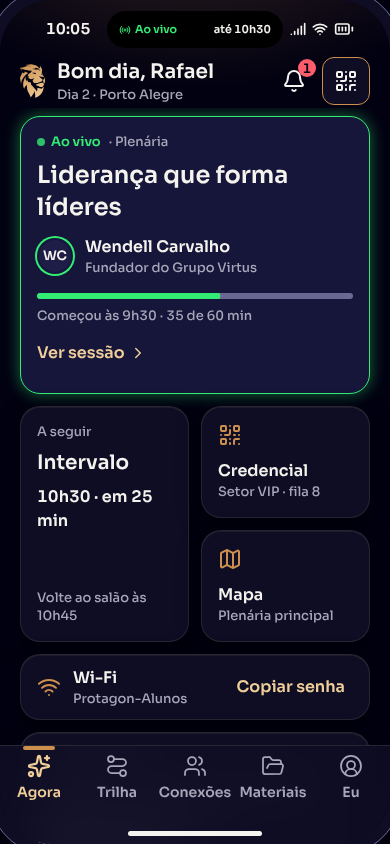 10:05
Ao vivo
até 10h30
Bom dia, Rafael
1
Dia 2 · Porto Alegre
Ao vivo · Plenária
Liderança que forma
líderes
WC
Wendell Carvalho
Fundador do Grupo Virtus
Começou às 9h30 · 35 de 60 min
Ver sessão
A seguir
Intervalo
10h30 · em 25
min
Volte ao salão às
10h45
Credencial
Setor VIP · fila 8
Mapa
Plenária principal
Wi-Fi
Protagon-Alunos
Copiar senha
Agora
Trilha
Conexões
Materiais
Eu